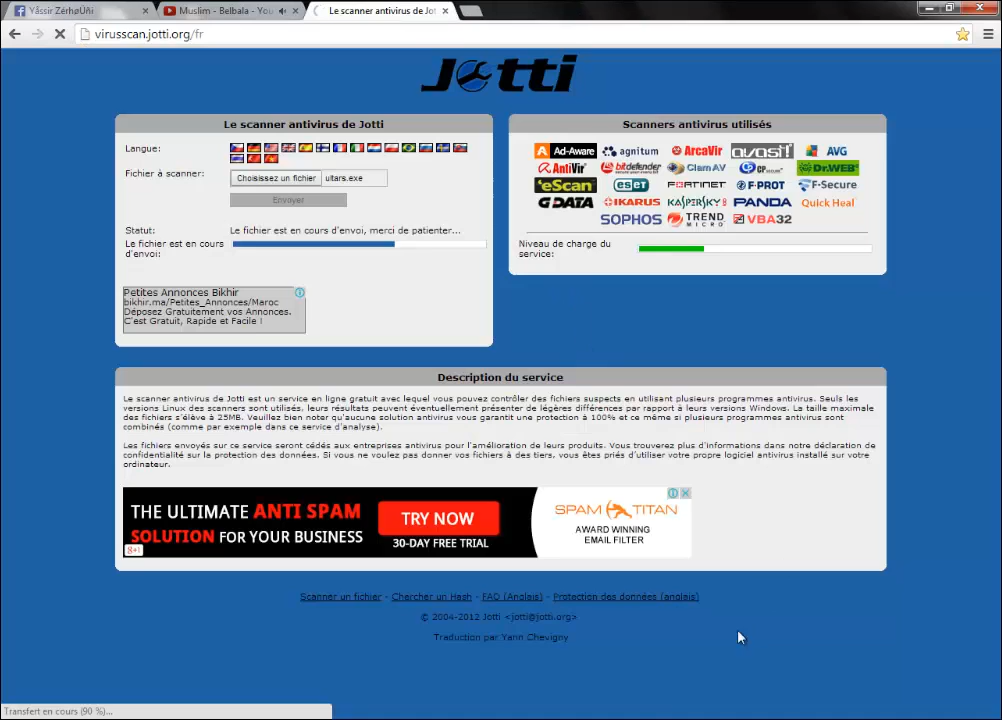 Yâssir ZérhøÙñi
Muslim - Belbala - You
Le scanner antivirus de Jot
virusscan.jotti.org/fr
Jotti
Le scanner antivirus de Jotti
Langue:
Fichier à scanner:
Choisissez un fichier
ultars.exe
Envoyer
Statut:
Le fichier est en cours d'envoi, merci de patienter...
Le fichier est en cours
d'envoi:
Petites Annonces Bikhir
bikhir.ma/Petites_Annonces/Maroc
Déposez Gratuitement vos Annonces.
C'est Gratuit, Rapide et Facile !
Scanners antivirus utilisés
Ad-Aware agnitum ArcaVir avast! AVG
AntiVir bitdefender ClamAV Dr.WEB
eScan eset FORTINET F-PROT F-Secure
G DATA IKARUS KASPERSKY PANDA Quick Heal
SOPHOS TREND MICRO VBA32
Niveau de charge du
service:
Description du service
Le scanner antivirus de Jotti est un service en ligne gratuit avec lequel vous pouvez contrôler des fichiers suspects en utilisant plusieurs programmes antivirus. Seuls les
versions Linux des scanners sont utilisés, leurs résultats peuvent éventuellement présenter de légères différences par rapport à leurs versions Windows. La taille maximale
des fichiers s'élève à 25MB. Veuillez bien noter qu'aucune solution antivirus vous garantit une protection à 100% et ce même si plusieurs programmes antivirus sont
combinés (comme par exemple dans ce service d'analyse).
Les fichiers envoyés sur ce service seront cédés aux entreprises antivirus pour l'amélioration de leurs produits. Vous trouverez plus d'informations dans notre déclaration de
confidentialité sur la protection des données. Si vous ne voulez pas donner vos fichiers à des tiers, vous êtes priés d'utiliser votre propre logiciel antivirus installé sur votre
ordinateur.
THE ULTIMATE ANTI SPAM
SOLUTION FOR YOUR BUSINESS
TRY NOW
30-DAY FREE TRIAL
SPAM TITAN
AWARD WINNING
EMAIL FILTER
g+1
Scanner un fichier - Chercher un Hash - FAQ (Anglais) - Protection des données (anglais)
© 2004-2012 Jotti <jotti@jotti.org>
Traduction par Yann Chevigny
Transfert en cours (90 %)...